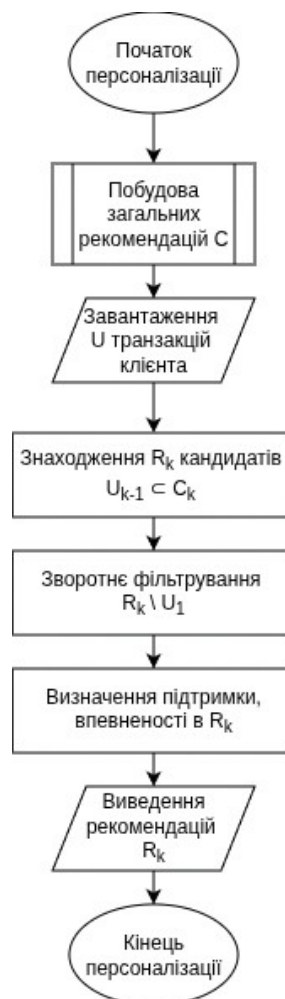 Початок
персоналізації
Побудова
загальних
рекомендацій C
Завантаження
U транзакцій
клієнта
Знаходження Rₖ кандидатів
Uₖ₋₁ ⊂ Cₖ
Зворотнє фільтрування
Rₖ \ U₁
Визначення підтримки,
впевненості в Rₖ
Виведення
рекомендацій
Rₖ
Кінець
персоналізації